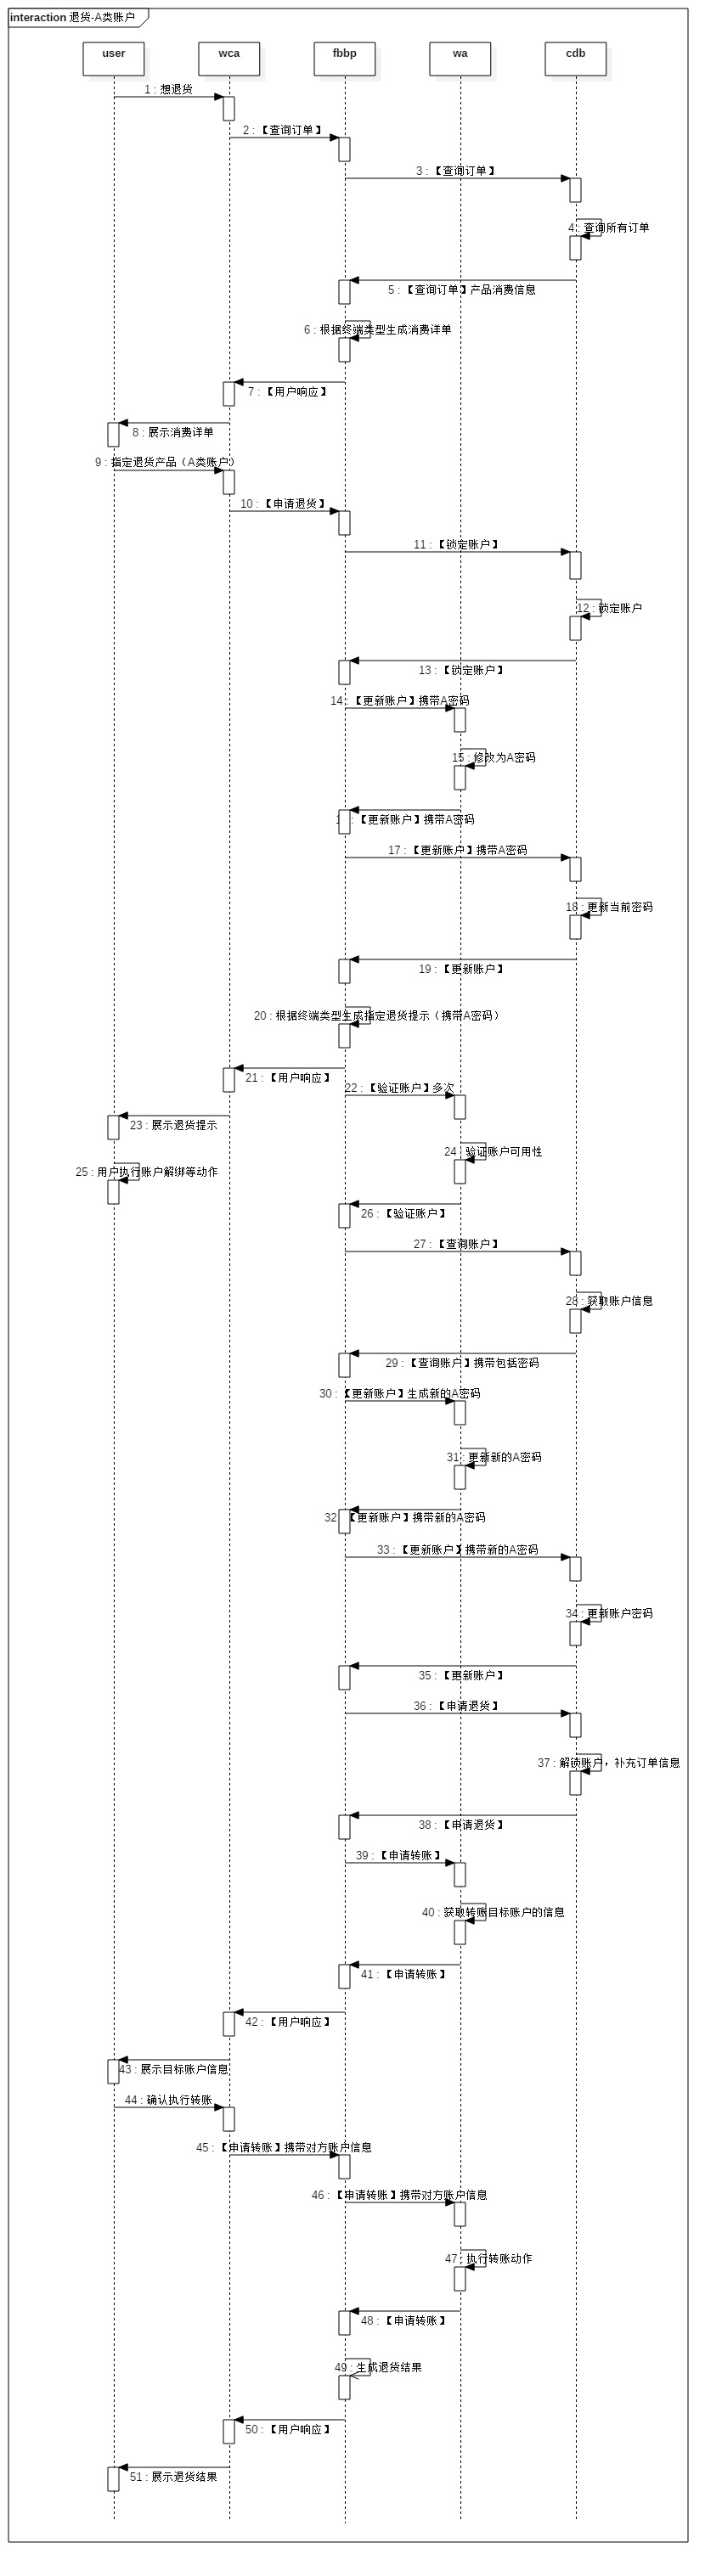 interaction 退货-A类账户
user
wca
fbbp
wa
cdb
1 : 想退货
2 : 【查询订单】
3 : 【查询订单】
4 : 查询所有订单
5 : 【查询订单】产品消费信息
6 : 根据终端类型生成消费详单
7 : 【用户响应】
8 : 展示消费详单
9 : 指定退货产品（A类账户）
10 : 【申请退货】
11 : 【锁定账户】
12 : 锁定账户
13 : 【锁定账户】
14 : 【更新账户】携带A密码
15 : 修改为A密码
【更新账户】携带A密码
17 : 【更新账户】携带A密码
18 : 更新当前密码
19 : 【更新账户】
20 : 根据终端类型生成指定退货提示（携带A密码）
21 : 【用户响应】
22 : 【验证账户】多次
23 : 展示退货提示
24 : 验证账户可用性
25 : 用户执行账户解绑等动作
26 : 【验证账户】
27 : 【查询账户】
28 : 获取账户信息
29 : 【查询账户】携带包括密码
30 : 【更新账户】生成新的A密码
31 : 更新新的A密码
32 : 【更新账户】携带新的A密码
33 : 【更新账户】携带新的A密码
34 : 更新账户密码
35 : 【更新账户】
36 : 【申请退货】
37 : 解锁账户，补充订单信息
38 : 【申请退货】
39 : 【申请转账】
40 : 获取转账目标账户的信息
41 : 【申请转账】
42 : 【用户响应】
43 : 展示目标账户信息
44 : 确认执行转账
45 : 【申请转账】携带对方账户信息
46 : 【申请转账】携带对方账户信息
47 : 执行转账动作
48 : 【申请转账】
49 : 生成退货结果
50 : 【用户响应】
51 : 展示退货结果